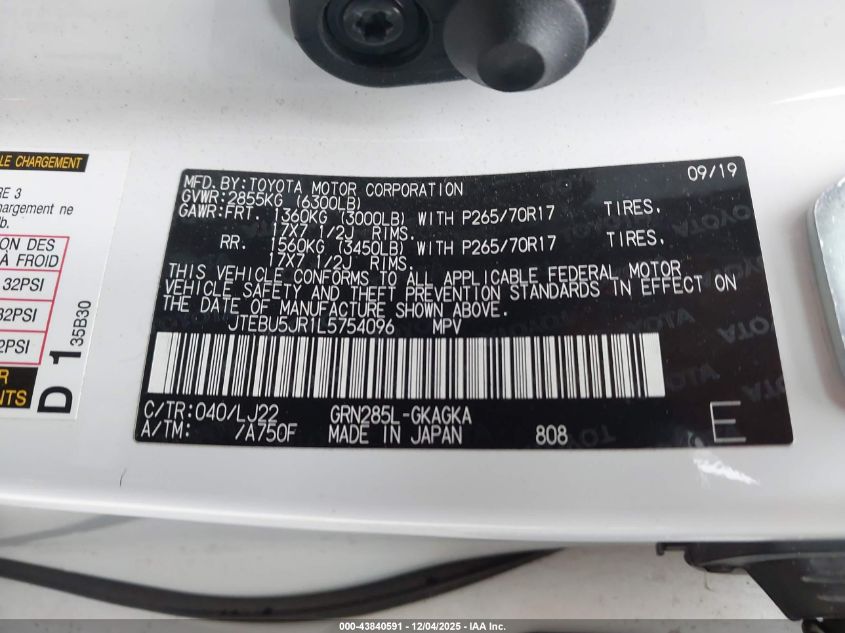 LE CHARGEMENT
RE 3
hargement ne
lb.
ION DES
À FROID
32PSI
32PSI
2PSI
R
NTS
D 1
35B30
MFD. BY: TOYOTA MOTOR CORPORATION 09/19
GVWR: 2855KG (6300LB)
GAWR: FRT. 1360KG (3000LB) WITH P265/70R17 TIRES.
17X7 1/2J RIMS.
RR. 1560KG (3450LB) WITH P265/70R17 TIRES.
17X7 1/2J RIMS.
THIS VEHICLE CONFORMS TO ALL APPLICABLE FEDERAL MOTOR
VEHICLE SAFETY AND THEFT PREVENTION STANDARDS IN EFFECT ON
THE DATE OF MANUFACTURE SHOWN ABOVE.
JTEBU5JR1L5754096 MPV
C/TR: 040/LJ22 GRN285L-GKAGKA
A/TM: /A750F MADE IN JAPAN 808 E
000-43840591 - 12/04/2025 - IAA Inc.